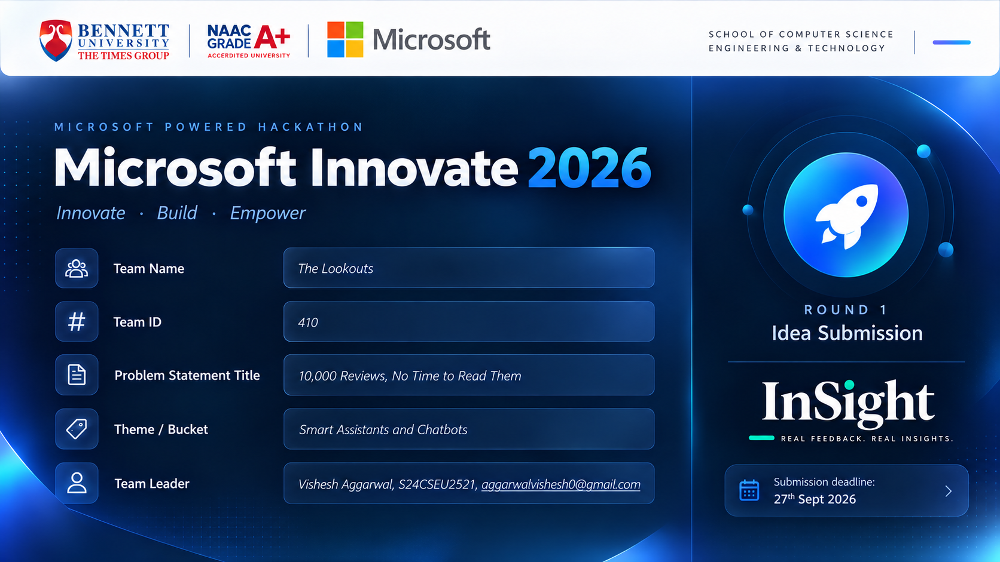 BENNETT
UNIVERSITY
THE TIMES GROUP
NAAC
GRADE A+
ACCREDITED UNIVERSITY
Microsoft
SCHOOL OF COMPUTER SCIENCE
ENGINEERING & TECHNOLOGY
MICROSOFT POWERED HACKATHON
Microsoft Innovate 2026
Innovate · Build · Empower
Team Name
The Lookouts
# Team ID
410
Problem Statement Title
10,000 Reviews, No Time to Read Them
Theme / Bucket
Smart Assistants and Chatbots
Team Leader
Vishesh Aggarwal, S24CSEU2521, aggarwalvishesh0@gmail.com
ROUND 1
Idea Submission
InSight
REAL FEEDBACK. REAL INSIGHTS.
Submission deadline:
27th Sept 2026